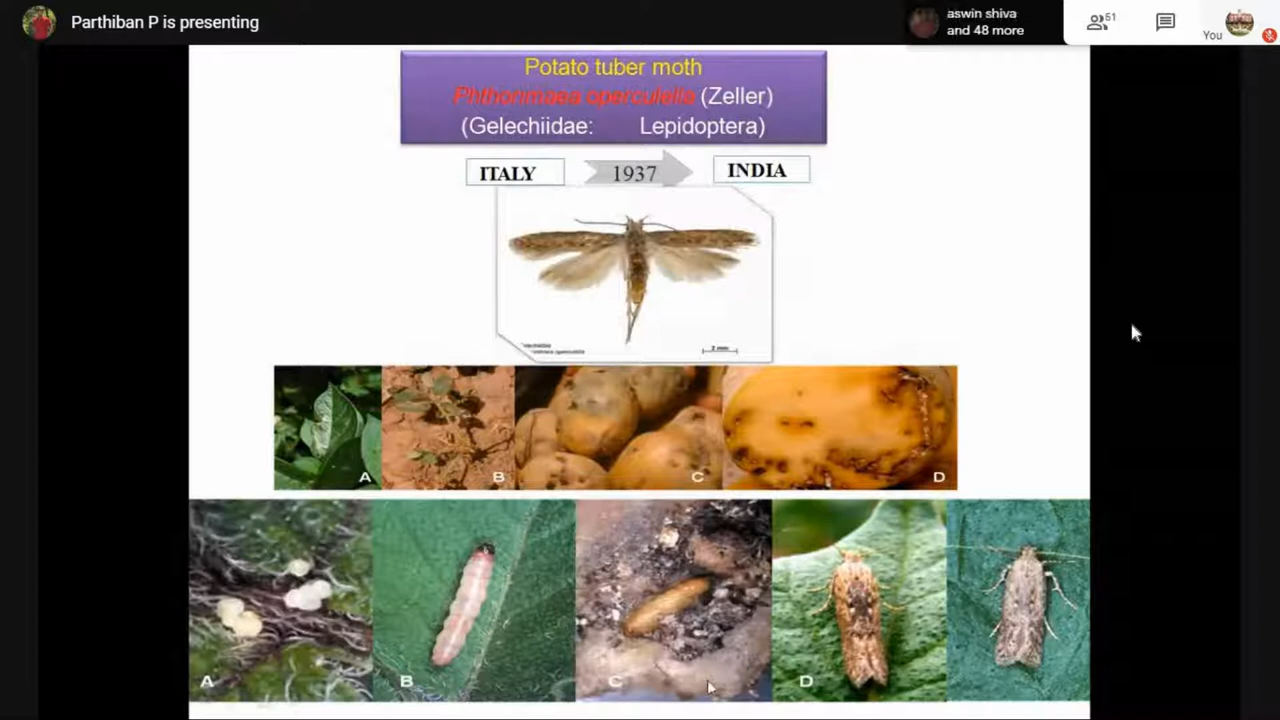 Parthiban P is presenting
aswin shiva
and 48 more
51
You
Potato tuber moth
Phthorimaea operculella (Zeller)
(Gelechiidae: Lepidoptera)
ITALY 1937 INDIA
2 mm
A B C D
A B C D